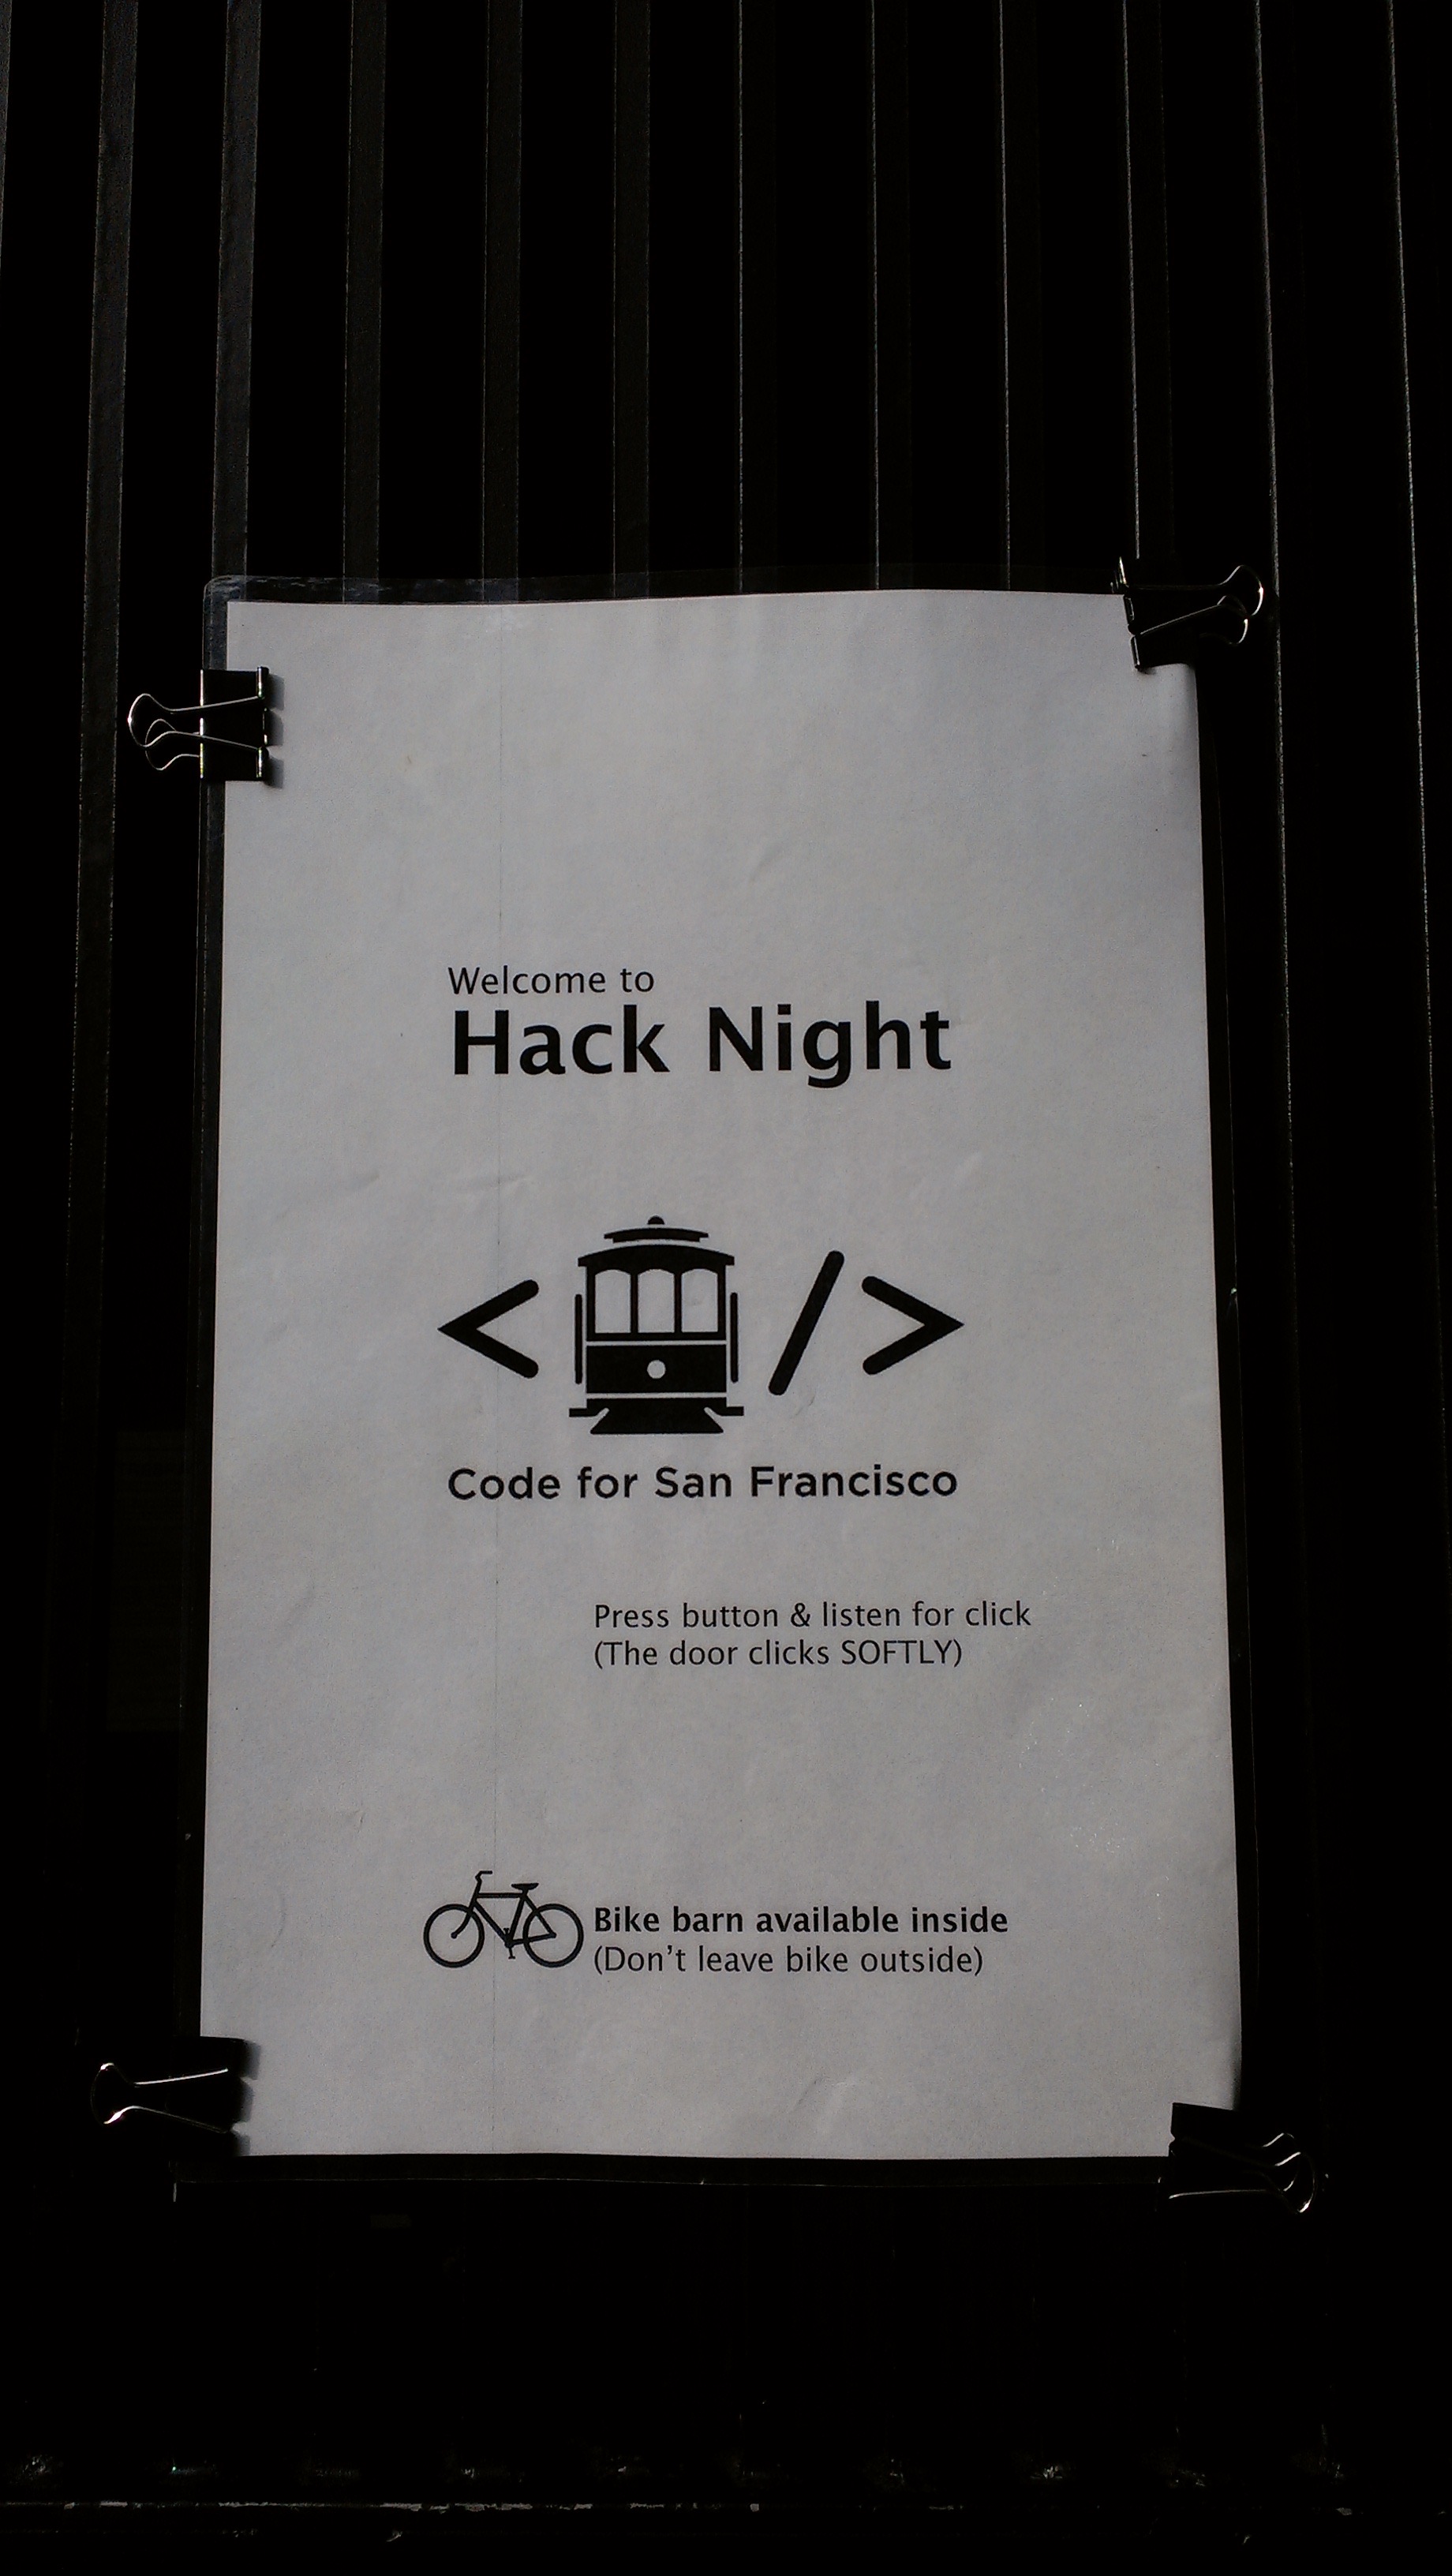 Welcome to
Hack Night
< />
Code for San Francisco
Press button & listen for click
(The door clicks SOFTLY)
Bike barn available inside
(Don't leave bike outside)